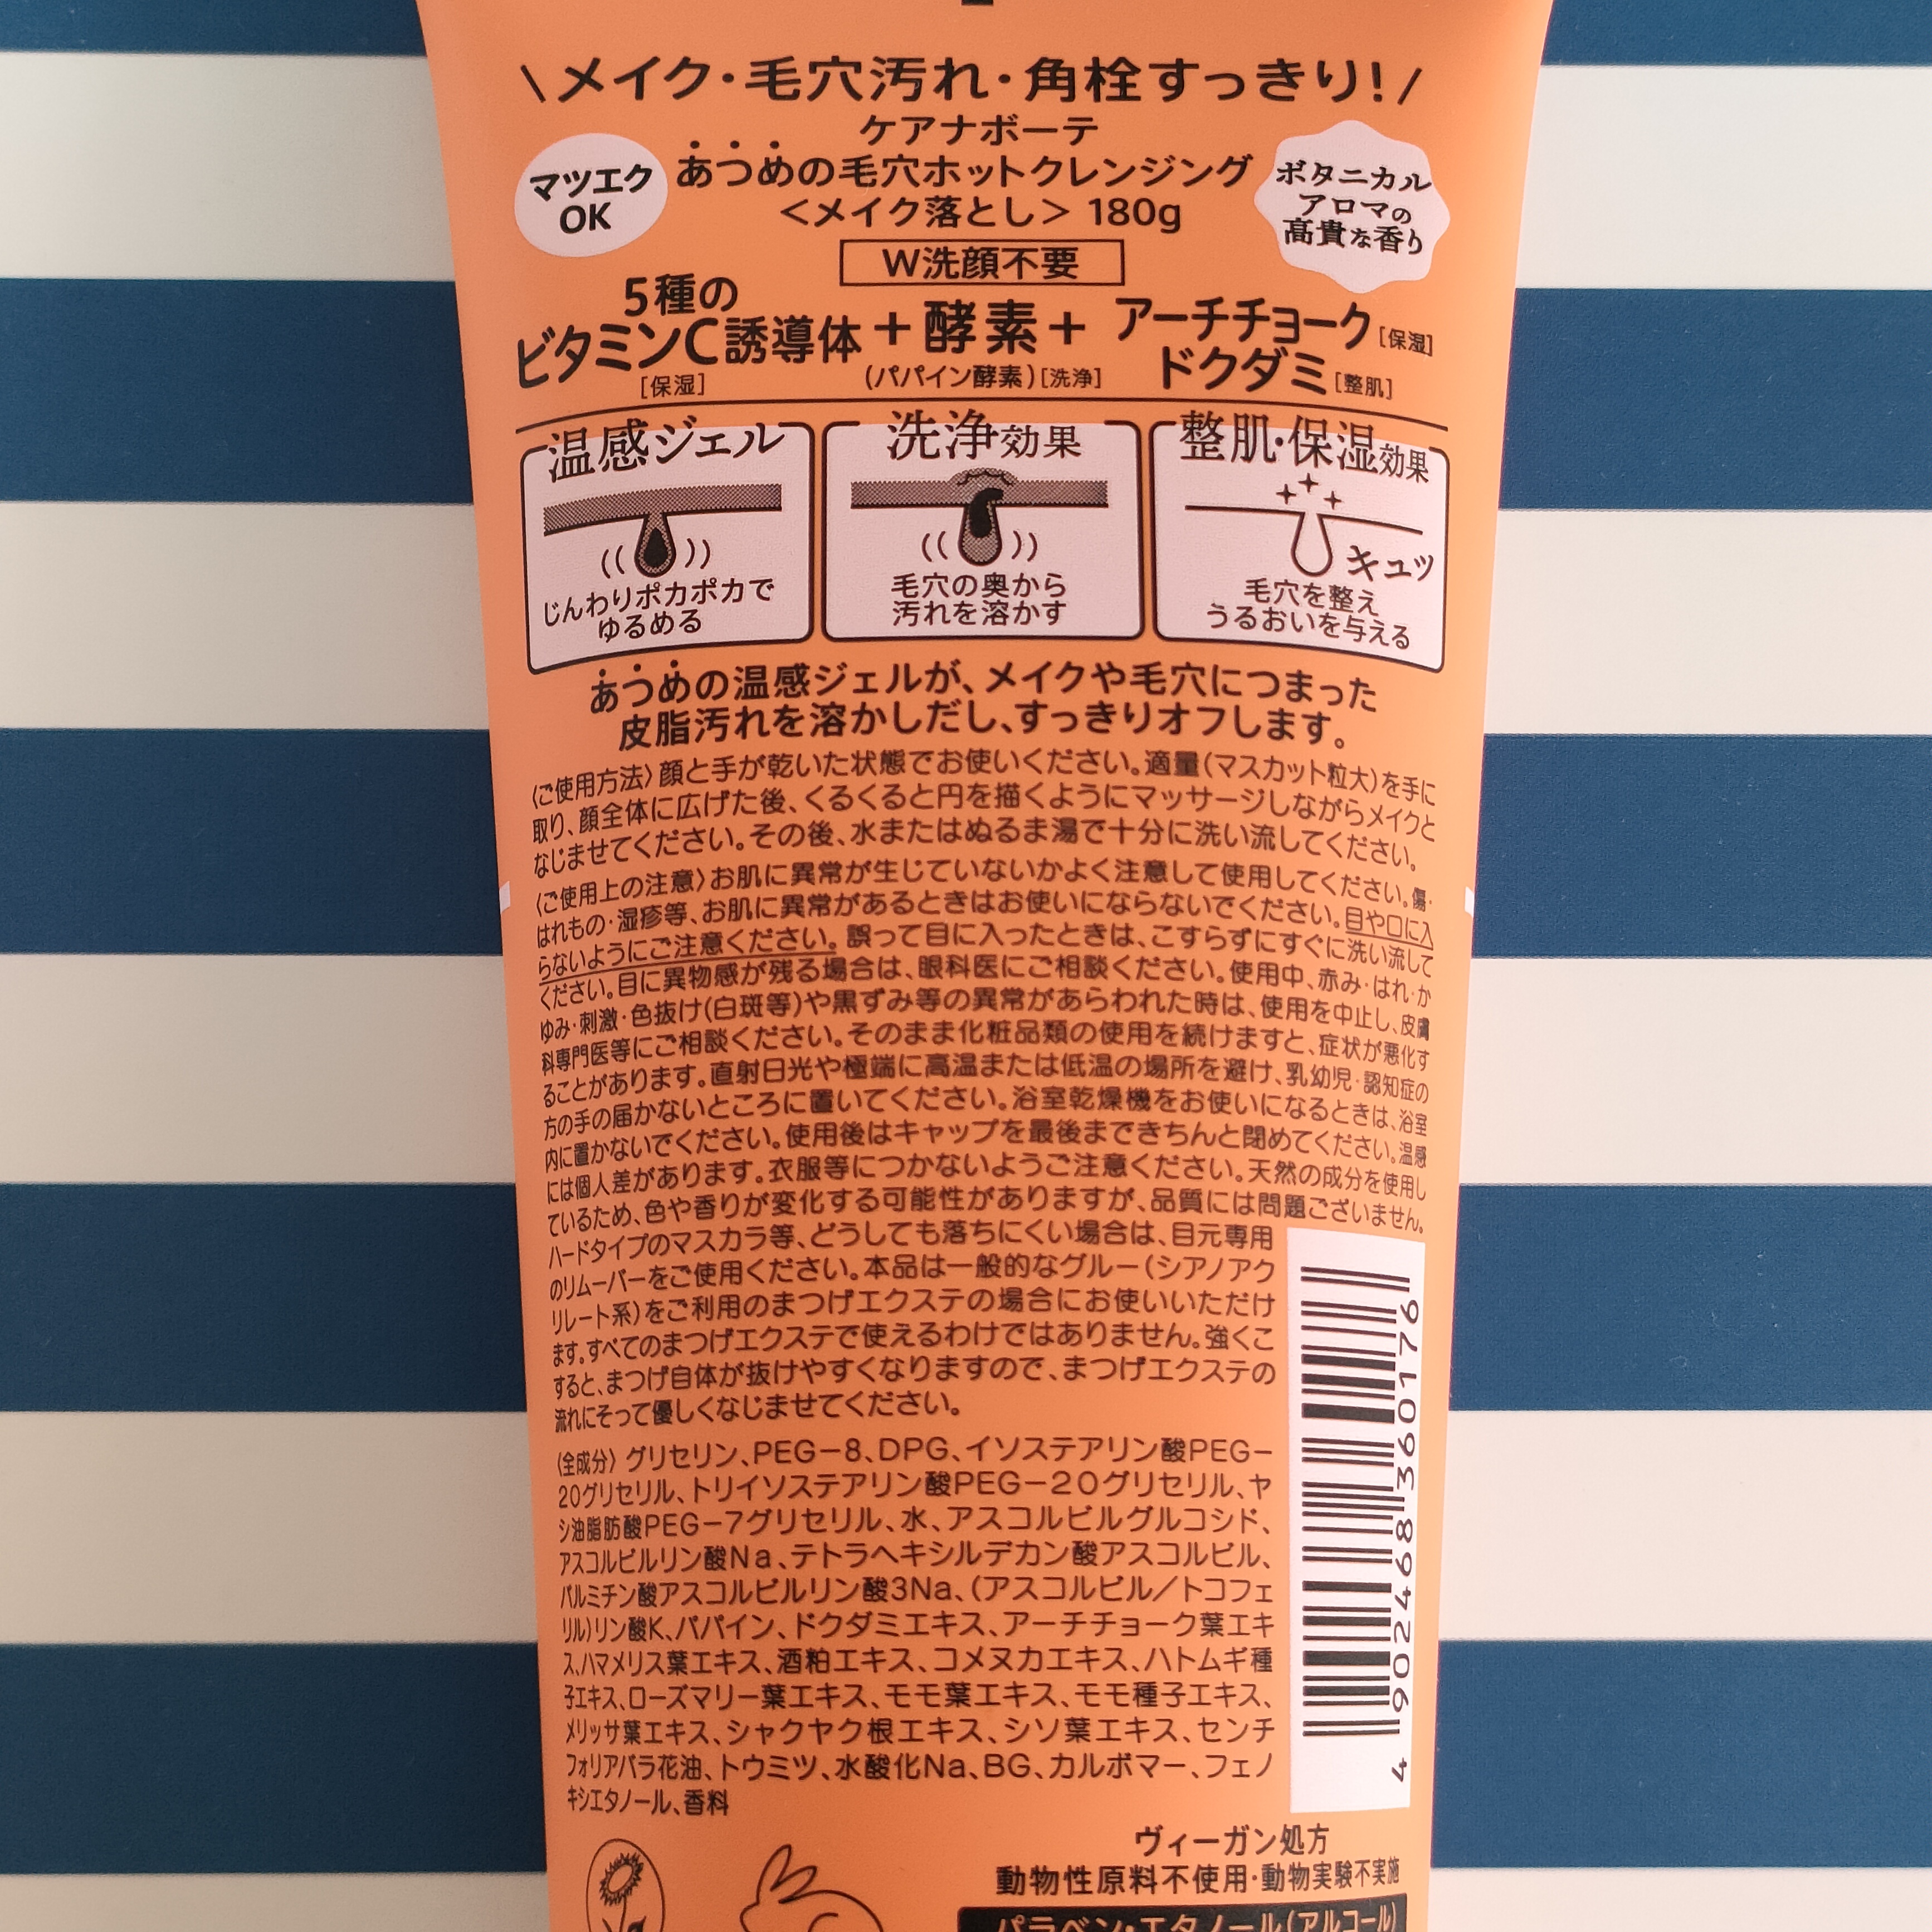 \メイク・毛穴汚れ・角栓すっきり!/
ケアナボーテ
あつめの毛穴ホットクレンジング
<メイク落とし> 180g
マツエク
OK
ボタニカル
アロマの
高貴な香り
W洗顔不要
5種の
ビタミンC誘導体
[保湿]
+酵素+
(パパイン酵素)[洗浄]
アーチチョーク[保湿]
ドクダミ[整肌]
温感ジェル
じんわりポカポカで
ゆるめる
洗浄効果
毛穴の奥から
汚れを溶かす
整肌・保湿効果
キュッ
毛穴を整え
うるおいを与える
あつめの温感ジェルが、メイクや毛穴につまった
皮脂汚れを溶かしだし、すっきりオフします。
〈ご使用方法〉顔と手が乾いた状態でお使いください。適量(マスカット粒大)を手に
取り、顔全体に広げた後、くるくると円を描くようにマッサージしながらメイクと
なじませてください。その後、水またはぬるま湯で十分に洗い流してください。
〈ご使用上の注意〉お肌に異常が生じていないかよく注意して使用してください。傷・
はれもの・湿疹等、お肌に異常があるときはお使いにならないでください。目や口に入
らないようにご注意ください。誤って目に入ったときは、こすらずにすぐに洗い流して
ください。目に異物感が残る場合は、眼科医にご相談ください。使用中、赤み・はれ・か
ゆみ・刺激・色抜け(白斑等)や黒ずみ等の異常があらわれた時は、使用を中止し、皮膚
科専門医等にご相談ください。そのまま化粧品類の使用を続けますと、症状が悪化す
ることがあります。直射日光や極端に高温または低温の場所を避け、乳幼児・認知症の
方の手の届かないところに置いてください。浴室乾燥機をお使いになるときは、浴室
内に置かないでください。使用後はキャップを最後まできちんと閉めてください。温感
には個人差があります。衣服等につかないようご注意ください。天然の成分を使用し
ているため、色や香りが変化する可能性がありますが、品質には問題ございません。
ハードタイプのマスカラ等、どうしても落ちにくい場合は、目元専用
のリムーバーをご使用ください。本品は一般的なグルー(シアノアク
リレート系)をご利用のまつげエクステの場合にお使いいただけ
ます。すべてのまつげエクステで使えるわけではありません。強くこ
すると、まつげ自体が抜けやすくなりますので、まつげエクステの
流れにそって優しくなじませてください。
〈全成分〉グリセリン、PEG-8、DPG、イソステアリン酸PEG-
20グリセリル、トリイソステアリン酸PEG-20グリセリル、ヤ
シ油脂肪酸PEG-7グリセリル、水、アスコルビルグルコシド、
アスコルビルリン酸Na、テトラヘキシルデカン酸アスコルビル、
パルミチン酸アスコルビルリン酸3Na、(アスコルビル/トコフェ
リル)リン酸K、パパイン、ドクダミエキス、アーチチョーク葉エキ
ス、ハマメリス葉エキス、酒粕エキス、コメヌカエキス、ハトムギ種
子エキス、ローズマリー葉エキス、モモ葉エキス、モモ種子エキス、
メリッサ葉エキス、シャクヤク根エキス、シソ葉エキス、センチ
フォリアバラ花油、トウミツ、水酸化Na、BG、カルボマー、フェノ
キシエタノール、香料
4 902468 360176
ヴィーガン処方
動物性原料不使用・動物実験不実施
パラベン・エタノール(アルコール)